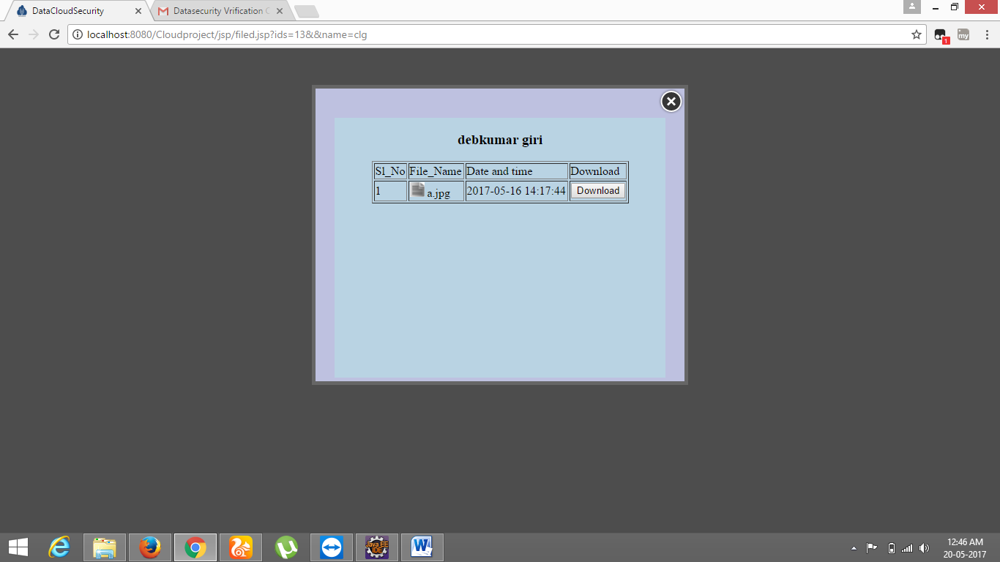 DataCloudSecurity
Datasecurity Vrification
localhost:8080/Cloudproject/jsp/filed.jsp?ids=13&&name=clg
1
my
debkumar giri
Sl_No File_Name Date and time Download
1 a.jpg 2017-05-16 14:17:44 Download
Java EE
IDE
12:46 AM
20-05-2017